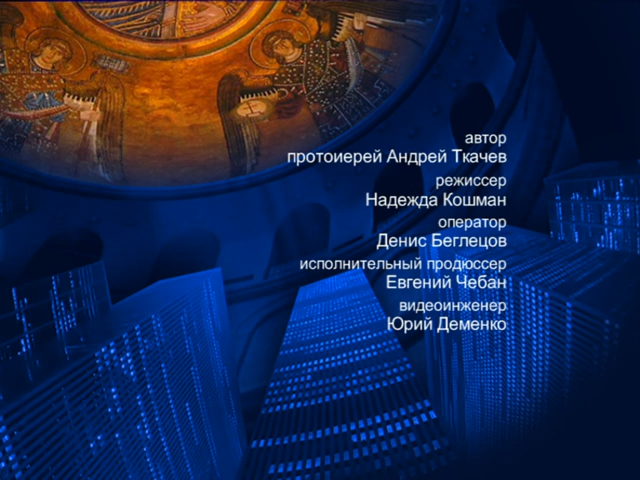 автор
протоиерей Андрей Ткачев
режиссер
Надежда Кошман
оператор
Денис Беглецов
исполнительный продюссер
Евгений Чебан
видеоинженер
Юрий Деменко